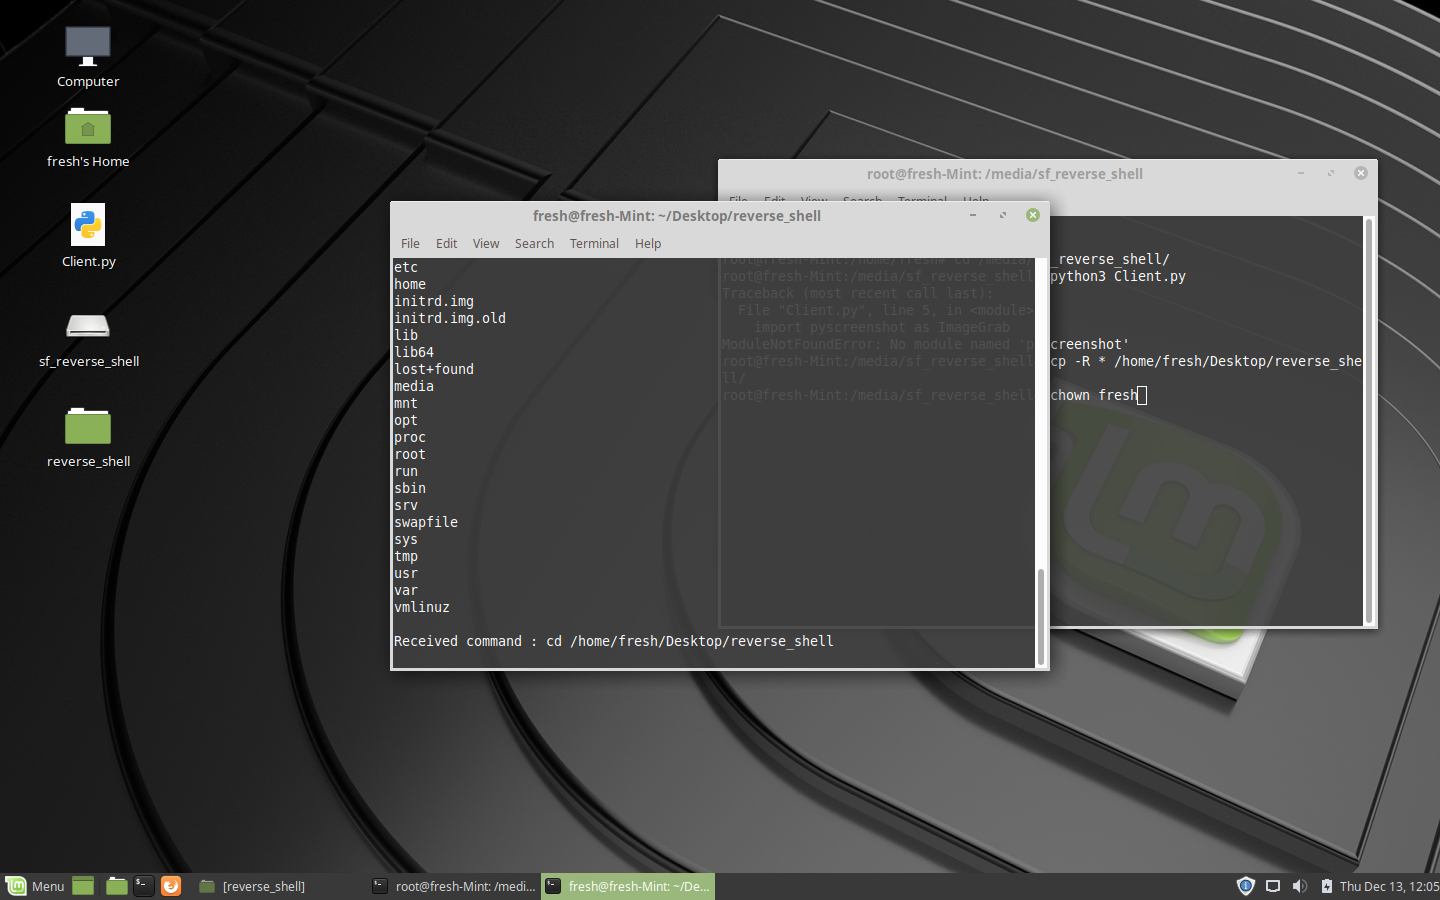 Computer
fresh's Home
Client.py
sf_reverse_shell
reverse_shell
root@fresh-Mint: /media/sf_reverse_shell
File Edit View Search Terminal Help
root@fresh-Mint:/home/fresh# cd /media/ _reverse_shell/
root@fresh-Mint:/media/sf_reverse_shell python3 Client.py
Traceback (most recent call last):
File "Client.py", line 5, in <module>
import pyscreenshot as ImageGrab
ModuleNotFoundError: No module named 'pyscreenshot'
root@fresh-Mint:/media/sf_reverse_shell cp -R * /home/fresh/Desktop/reverse_she
ll/
root@fresh-Mint:/media/sf_reverse_shell chown fresh
fresh@fresh-Mint: ~/Desktop/reverse_shell
File Edit View Search Terminal Help
etc
home
initrd.img
initrd.img.old
lib
lib64
lost+found
media
mnt
opt
proc
root
run
sbin
srv
swapfile
sys
tmp
usr
var
vmlinuz
Received command : cd /home/fresh/Desktop/reverse_shell
Menu
[reverse_shell]
root@fresh-Mint: /medi...
fresh@fresh-Mint: ~/De...
Thu Dec 13, 12:05